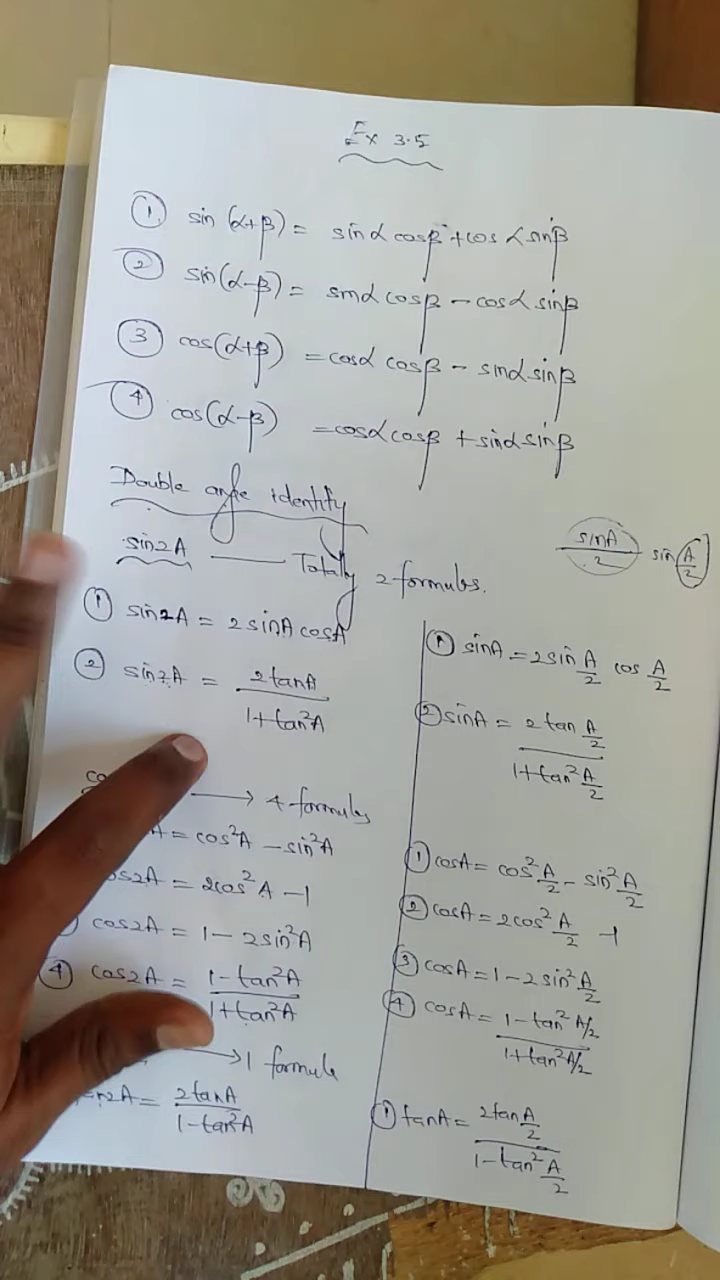 Ex 3.5
① sin(α+β) = sinα cosβ + cosα sinβ
② sin(α-β) = sinα cosβ - cosα sinβ
③ cos(α+β) = cosα cosβ - sinα sinβ
④ cos(α-β) = cosα cosβ + sinα sinβ
Double angle identity
sin2A — Totally 2 formulas.
sinA/2 sin(A/2)
① sin2A = 2 sinA cosA
② sin2A = 2tanA/1+tan²A
→ 4 formulas
A = cos²A - sin²A
os2A = 2cos²A - 1
cos2A = 1 - 2sin²A
④ cos2A = 1-tan²A/1+tan²A
→ 1 formula
n2A = 2tanA/1-tan²A
① sinA = 2sin A/2 cos A/2
② sinA = 2 tan A/2 / 1+tan² A/2
① cosA = cos² A/2 - sin² A/2
② cosA = 2cos² A/2 - 1
③ cosA = 1 - 2 sin² A/2
④ cosA = 1-tan² A/2 / 1+tan² A/2
① tanA = 2tan A/2 / 1-tan² A/2